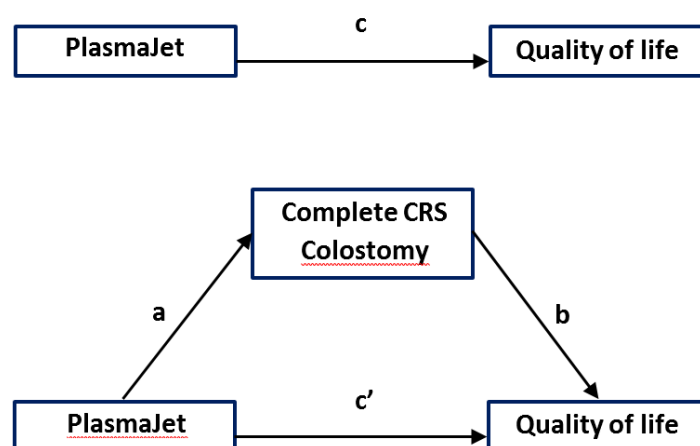 c
PlasmaJet
Quality of life
Complete CRS
Colostomy
a
b
c’
PlasmaJet
Quality of life